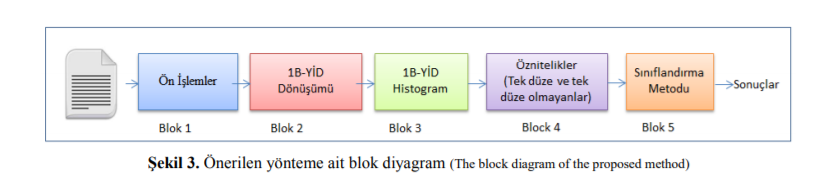 Ön İşlemler
1B-YİD
Dönüşümü
1B-YİD
Histogram
Öznitelikler
(Tek düze ve tek
düze olmayanlar)
Sınıflandırma
Metodu
Sonuçlar
Blok 1
Blok 2
Blok 3
Block 4
Blok 5
Şekil 3. Önerilen yönteme ait blok diyagram (The block diagram of the proposed method)